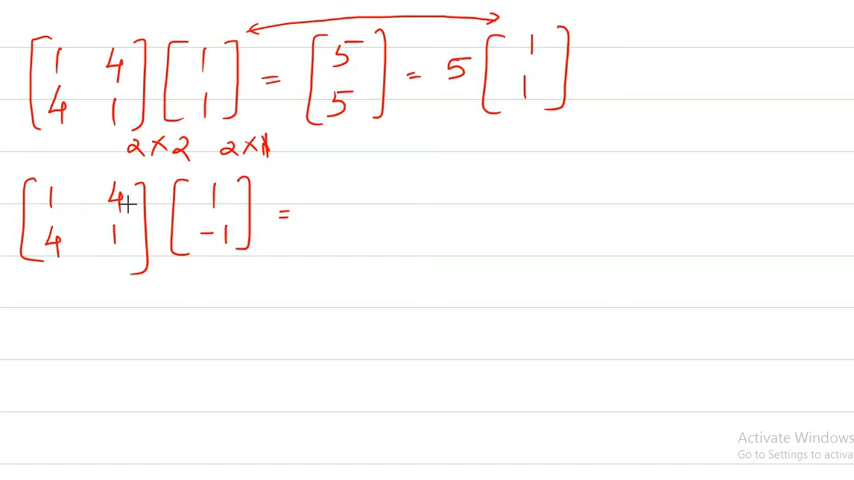 [1 4; 4 1] [1; 1] = [5; 5] = 5 [1; 1]
2×2 2×1
[1 4; 4 1] [1; -1] =
Activate Windows
Go to Settings to activa